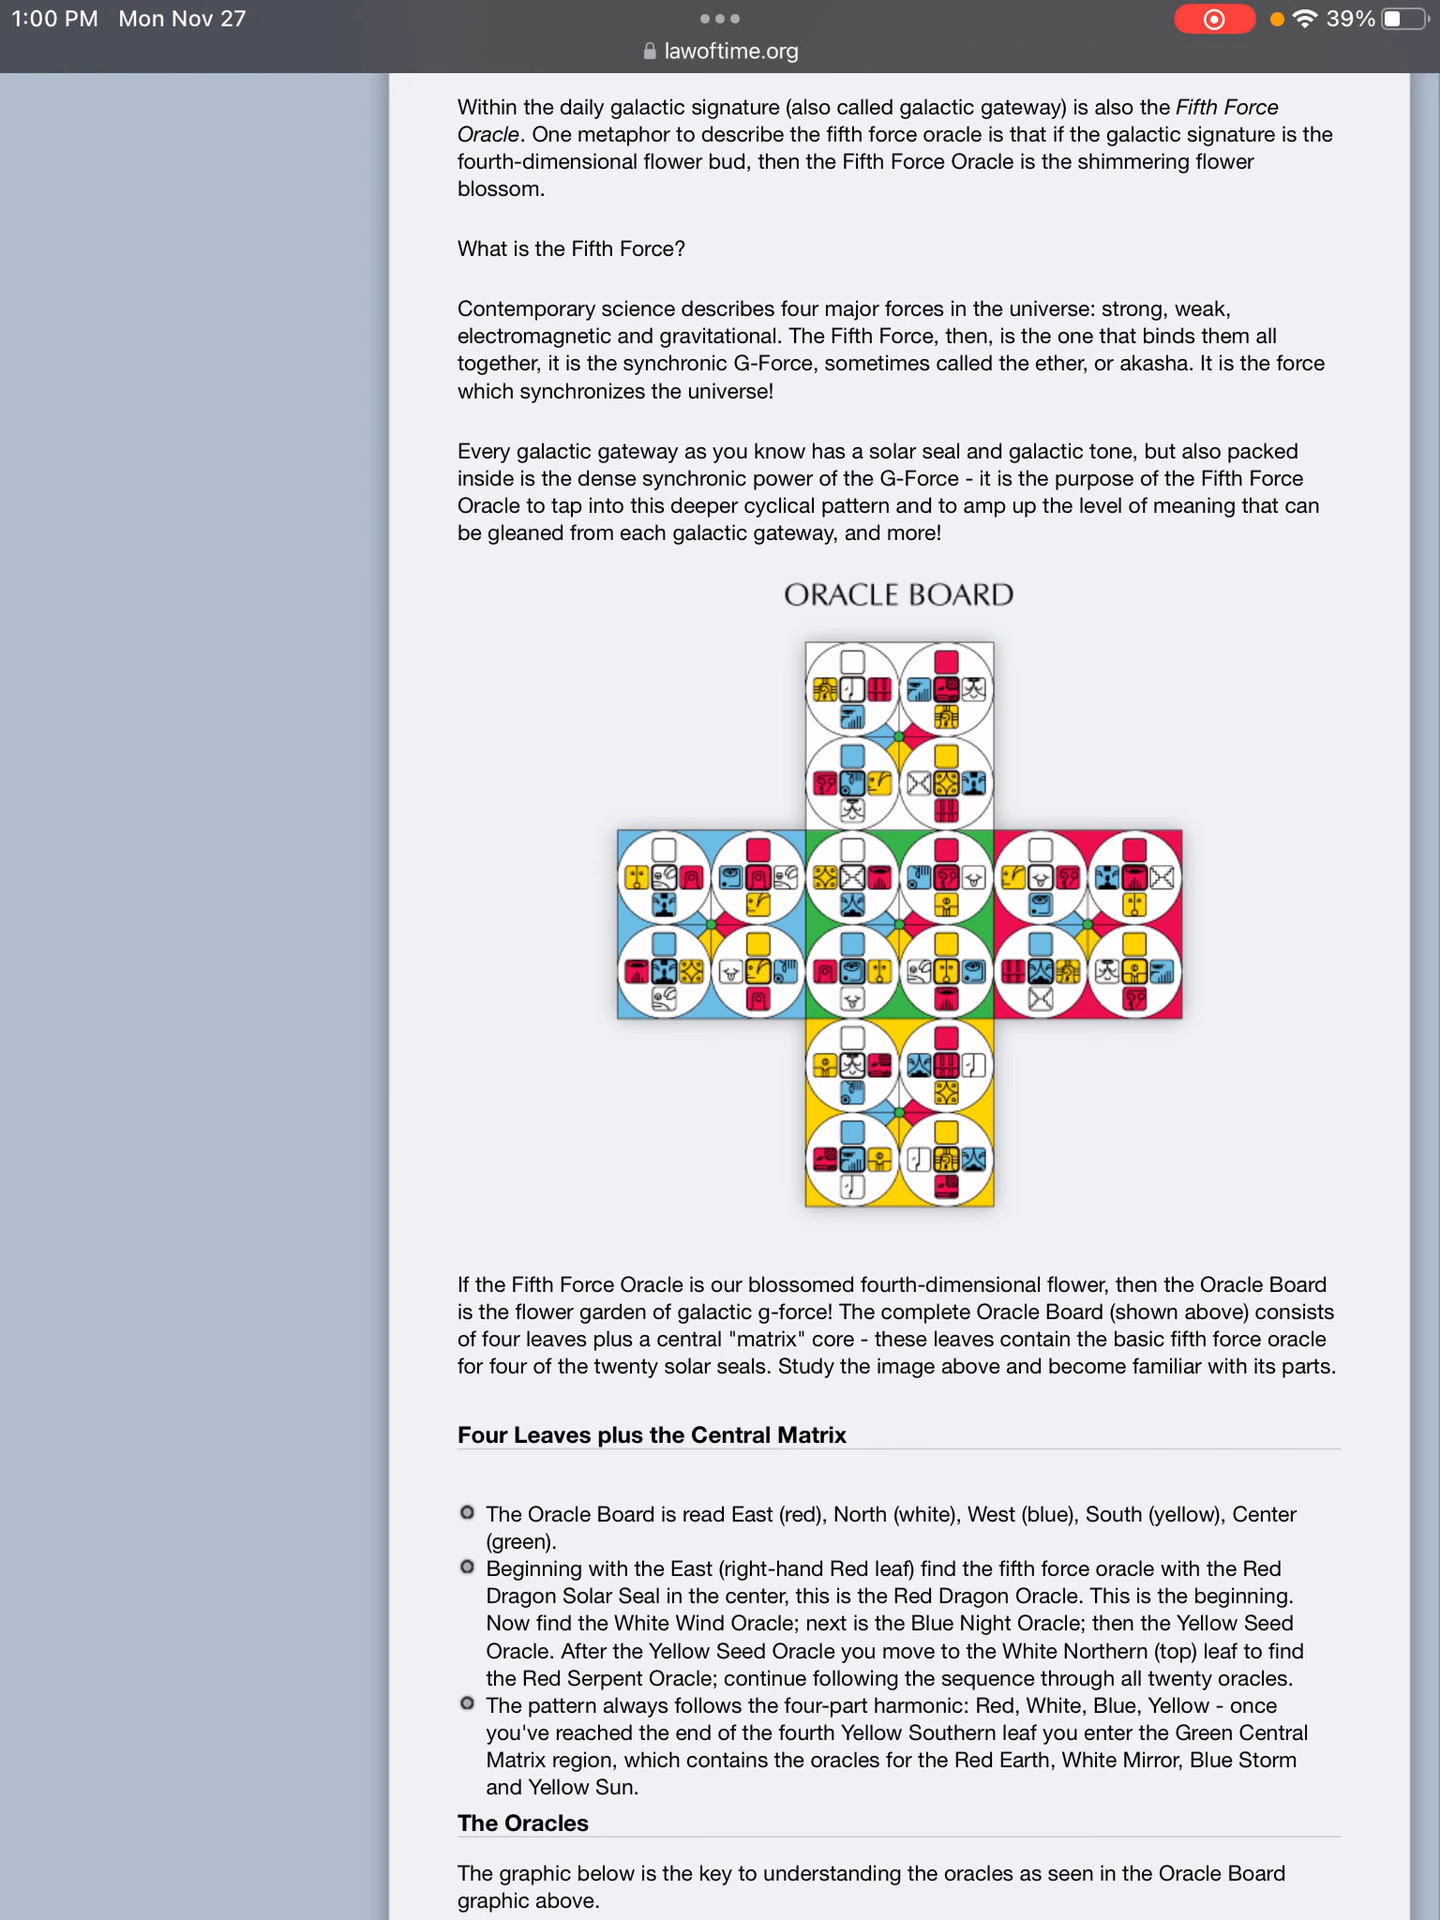 1:00 PM Mon Nov 27
39%
lawoftime.org
Within the daily galactic signature (also called galactic gateway) is also the Fifth Force
Oracle. One metaphor to describe the fifth force oracle is that if the galactic signature is the
fourth-dimensional flower bud, then the Fifth Force Oracle is the shimmering flower
blossom.
What is the Fifth Force?
Contemporary science describes four major forces in the universe: strong, weak,
electromagnetic and gravitational. The Fifth Force, then, is the one that binds them all
together, it is the synchronic G-Force, sometimes called the ether, or akasha. It is the force
which synchronizes the universe!
Every galactic gateway as you know has a solar seal and galactic tone, but also packed
inside is the dense synchronic power of the G-Force - it is the purpose of the Fifth Force
Oracle to tap into this deeper cyclical pattern and to amp up the level of meaning that can
be gleaned from each galactic gateway, and more!
ORACLE BOARD
If the Fifth Force Oracle is our blossomed fourth-dimensional flower, then the Oracle Board
is the flower garden of galactic g-force! The complete Oracle Board (shown above) consists
of four leaves plus a central "matrix" core - these leaves contain the basic fifth force oracle
for four of the twenty solar seals. Study the image above and become familiar with its parts.
Four Leaves plus the Central Matrix
The Oracle Board is read East (red), North (white), West (blue), South (yellow), Center
(green).
Beginning with the East (right-hand Red leaf) find the fifth force oracle with the Red
Dragon Solar Seal in the center, this is the Red Dragon Oracle. This is the beginning.
Now find the White Wind Oracle; next is the Blue Night Oracle; then the Yellow Seed
Oracle. After the Yellow Seed Oracle you move to the White Northern (top) leaf to find
the Red Serpent Oracle; continue following the sequence through all twenty oracles.
The pattern always follows the four-part harmonic: Red, White, Blue, Yellow - once
you've reached the end of the fourth Yellow Southern leaf you enter the Green Central
Matrix region, which contains the oracles for the Red Earth, White Mirror, Blue Storm
and Yellow Sun.
The Oracles
The graphic below is the key to understanding the oracles as seen in the Oracle Board
graphic above.